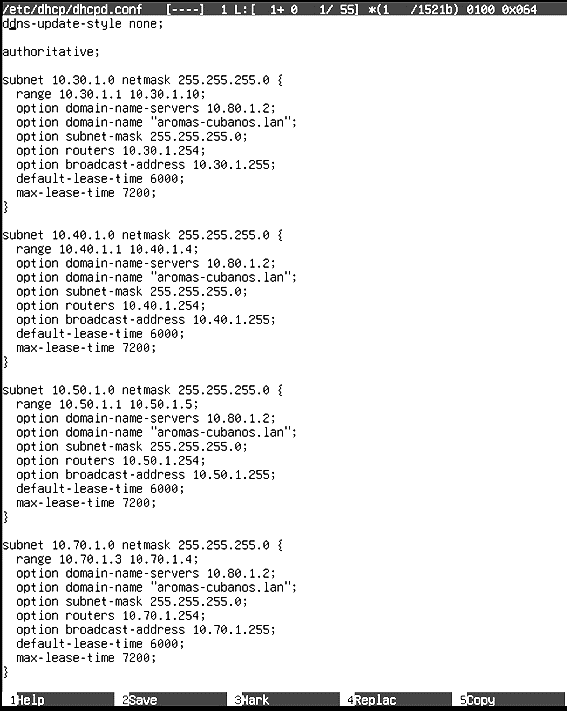 /etc/dhcp/dhcpd.conf [----] 1 L:[ 1+ 0 1/ 55] *(1 /1521b) 0100 0x064
ddns-update-style none;
authoritative;
subnet 10.30.1.0 netmask 255.255.255.0 {
range 10.30.1.1 10.30.1.10;
option domain-name-servers 10.80.1.2;
option domain-name "aromas-cubanos.lan";
option subnet-mask 255.255.255.0;
option routers 10.30.1.254;
option broadcast-address 10.30.1.255;
default-lease-time 6000;
max-lease-time 7200;
}
subnet 10.40.1.0 netmask 255.255.255.0 {
range 10.40.1.1 10.40.1.4;
option domain-name-servers 10.80.1.2;
option domain-name "aromas-cubanos.lan";
option subnet-mask 255.255.255.0;
option routers 10.40.1.254;
option broadcast-address 10.40.1.255;
default-lease-time 6000;
max-lease-time 7200;
}
subnet 10.50.1.0 netmask 255.255.255.0 {
range 10.50.1.1 10.50.1.5;
option domain-name-servers 10.80.1.2;
option domain-name "aromas-cubanos.lan";
option subnet-mask 255.255.255.0;
option routers 10.50.1.254;
option broadcast-address 10.50.1.255;
default-lease-time 6000;
max-lease-time 7200;
}
subnet 10.70.1.0 netmask 255.255.255.0 {
range 10.70.1.3 10.70.1.4;
option domain-name-servers 10.80.1.2;
option domain-name "aromas-cubanos.lan";
option subnet-mask 255.255.255.0;
option routers 10.70.1.254;
option broadcast-address 10.70.1.255;
default-lease-time 6000;
max-lease-time 7200;
}
1Help 2Save 3Mark 4Replac 5Copy